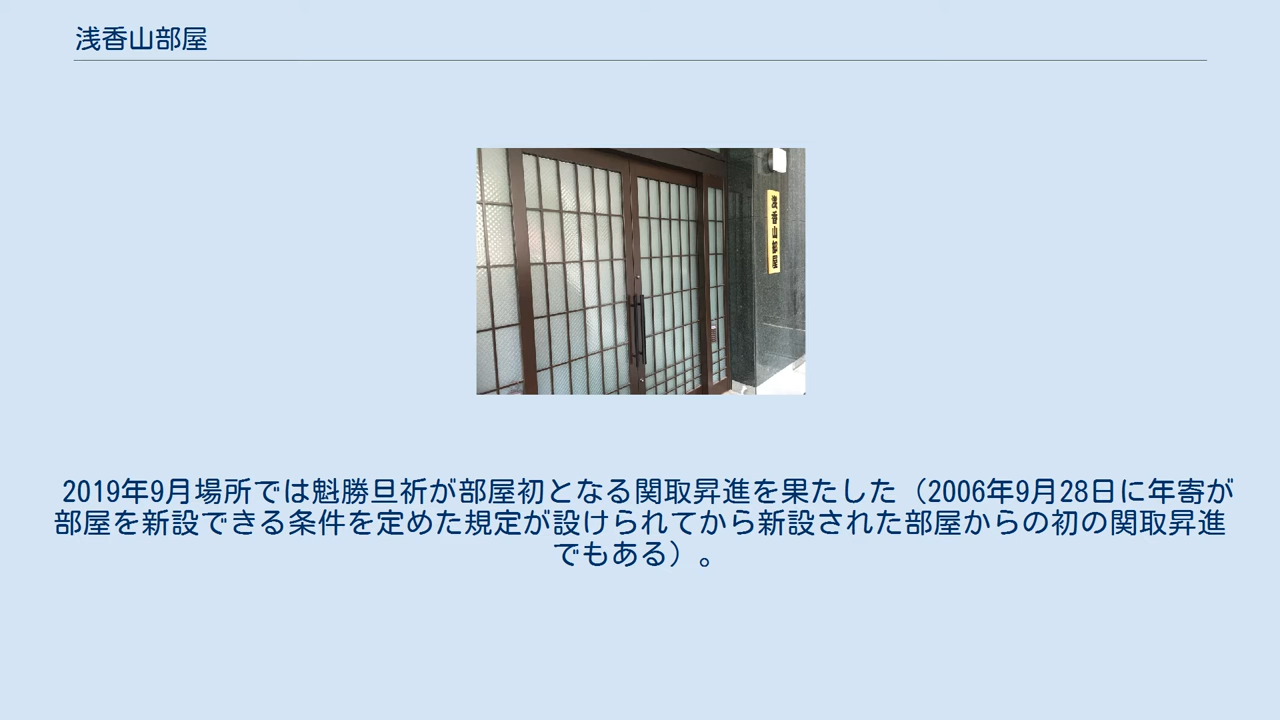 浅香山部屋
浅香山部屋
2019年9月場所では魁勝旦祈が部屋初となる関取昇進を果たした（2006年9月28日に年寄が
部屋を新設できる条件を定めた規定が設けられてから新設された部屋からの初の関取昇進
でもある）。